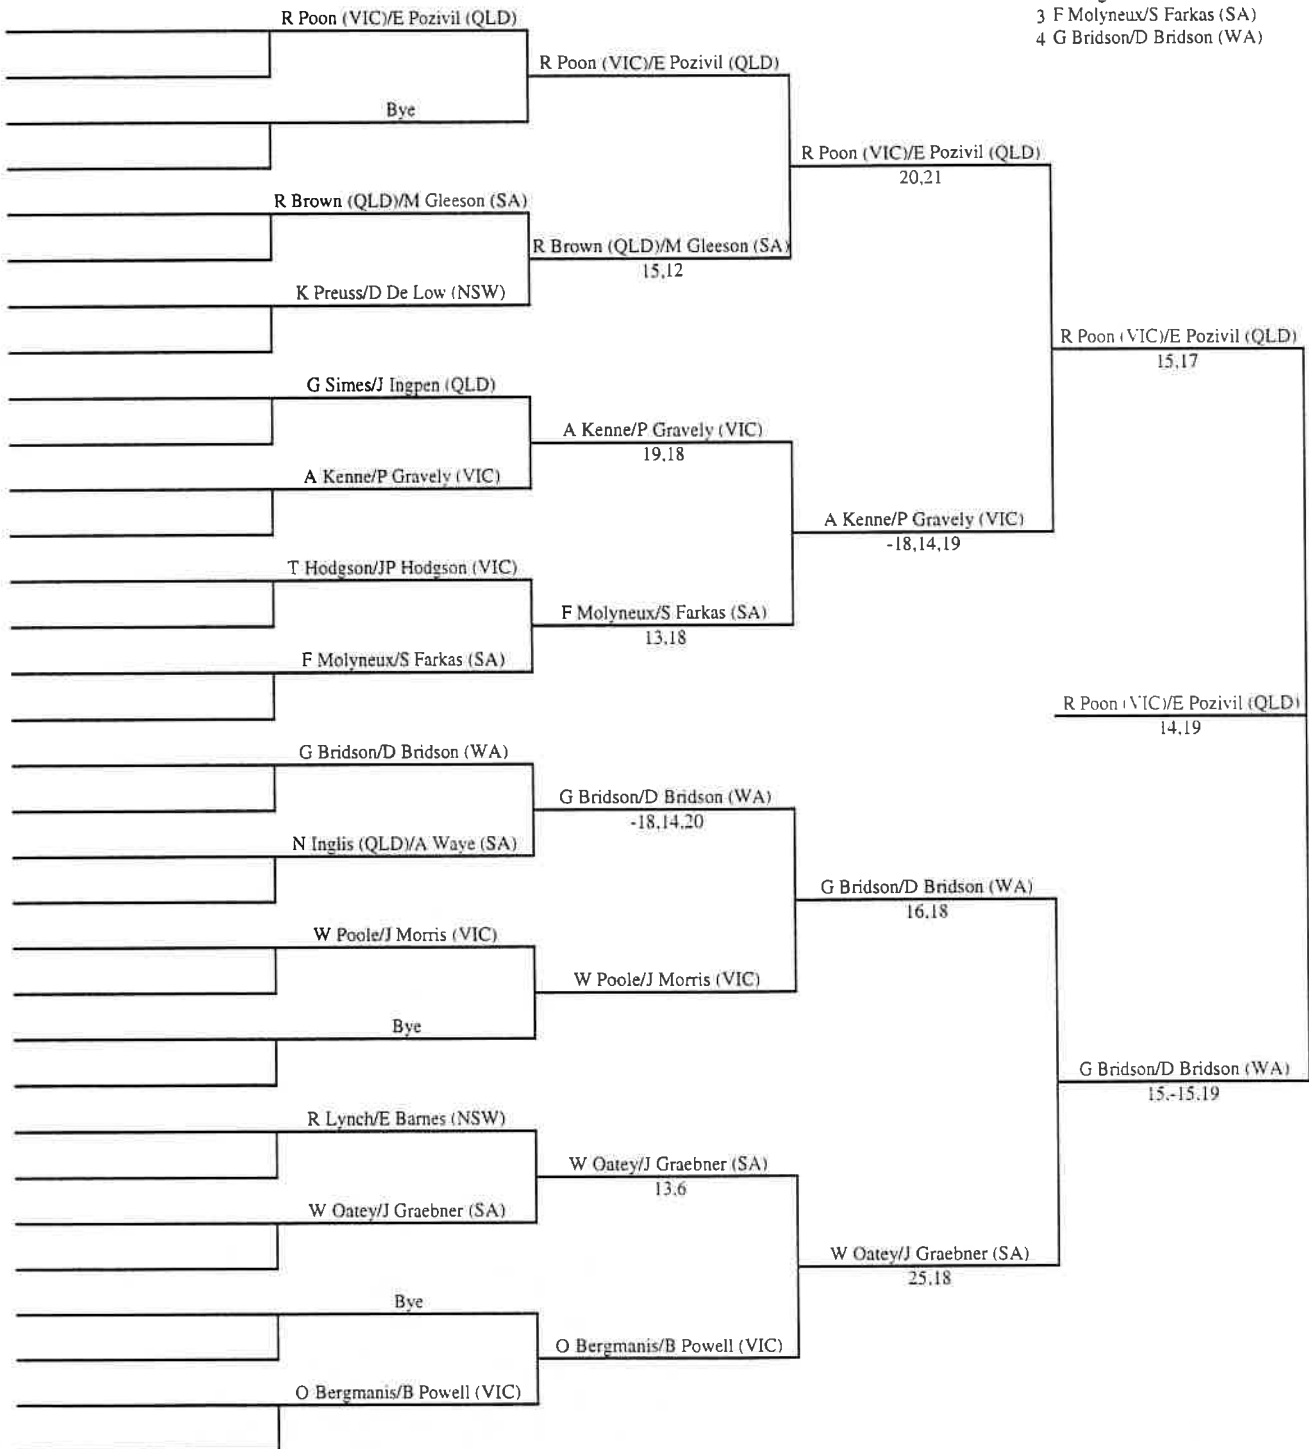 3 F Molyneux/S Farkas (SA)
4 G Bridson/D Bridson (WA)
R Poon (VIC)/E Pozivil (QLD)
R Poon (VIC)/E Pozivil (QLD)
Bye
R Poon (VIC)/E Pozivil (QLD)
20,21
R Brown (QLD)/M Gleeson (SA)
R Brown (QLD)/M Gleeson (SA)
15,12
K Preuss/D De Low (NSW)
R Poon (VIC)/E Pozivil (QLD)
15,17
G Simes/J Ingpen (QLD)
A Kenne/P Gravely (VIC)
19,18
A Kenne/P Gravely (VIC)
A Kenne/P Gravely (VIC)
-18,14,19
T Hodgson/JP Hodgson (VIC)
F Molyneux/S Farkas (SA)
13,18
F Molyneux/S Farkas (SA)
R Poon (VIC)/E Pozivil (QLD)
14,19
G Bridson/D Bridson (WA)
G Bridson/D Bridson (WA)
-18,14,20
N Inglis (QLD)/A Waye (SA)
G Bridson/D Bridson (WA)
16,18
W Poole/J Morris (VIC)
W Poole/J Morris (VIC)
Bye
G Bridson/D Bridson (WA)
15,-15,19
R Lynch/E Barnes (NSW)
W Oatey/J Graebner (SA)
13,6
W Oatey/J Graebner (SA)
W Oatey/J Graebner (SA)
25,18
Bye
O Bergmanis/B Powell (VIC)
O Bergmanis/B Powell (VIC)